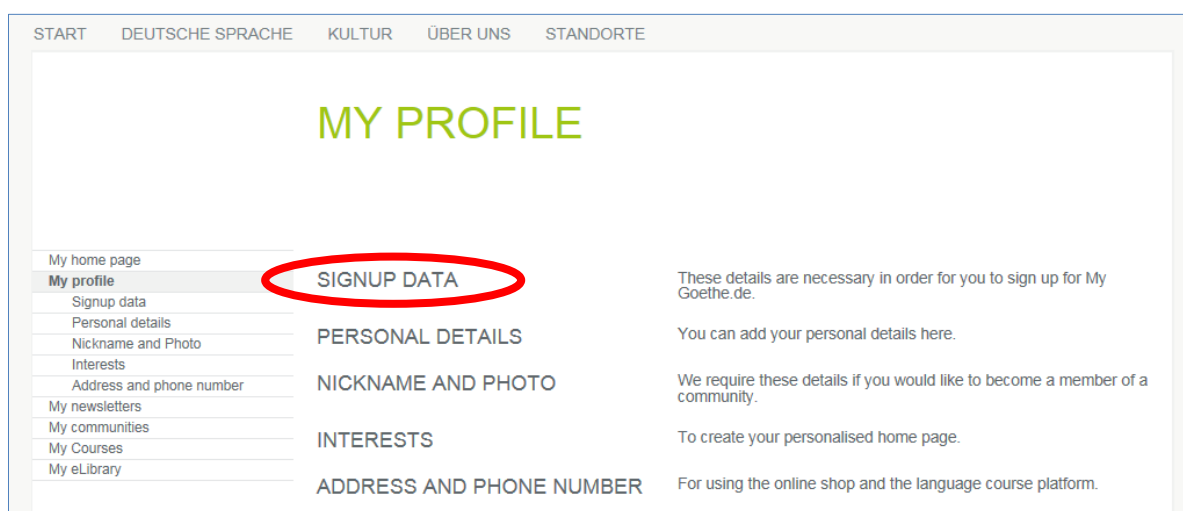 START DEUTSCHE SPRACHE KULTUR ÜBER UNS STANDORTE
MY PROFILE
My home page
My profile
Signup data
Personal details
Nickname and Photo
Interests
Address and phone number
My newsletters
My communities
My Courses
My eLibrary
SIGNUP DATA
These details are necessary in order for you to sign up for My
Goethe.de.
PERSONAL DETAILS
You can add your personal details here.
NICKNAME AND PHOTO
We require these details if you would like to become a member of a
community.
INTERESTS
To create your personalised home page.
ADDRESS AND PHONE NUMBER
For using the online shop and the language course platform.